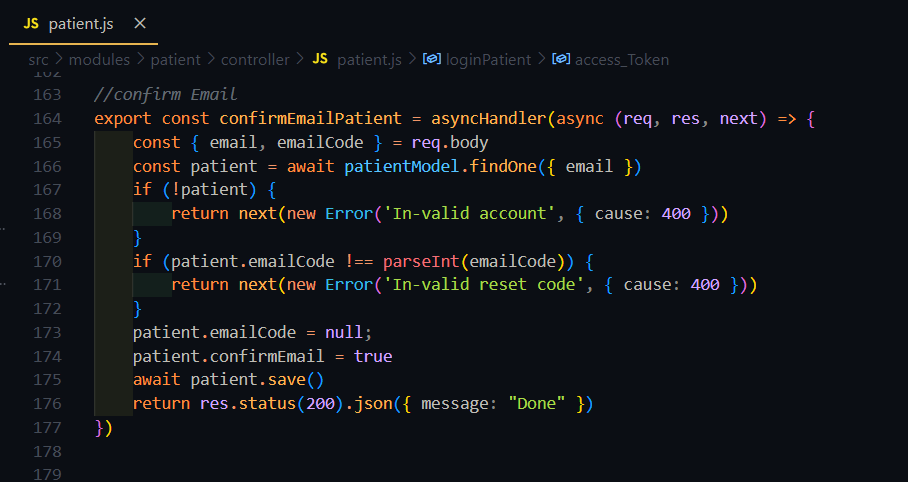 JS patient.js ×
src > modules > patient > controller > JS patient.js > loginPatient > access_Token
162
163 //confirm Email
164 export const confirmEmailPatient = asyncHandler(async (req, res, next) => {
165 const { email, emailCode } = req.body
166 const patient = await patientModel.findOne({ email })
167 if (!patient) {
168 return next(new Error('In-valid account', { cause: 400 }))
169 }
170 if (patient.emailCode !== parseInt(emailCode)) {
171 return next(new Error('In-valid reset code', { cause: 400 }))
172 }
173 patient.emailCode = null;
174 patient.confirmEmail = true
175 await patient.save()
176 return res.status(200).json({ message: "Done" })
177 })
178
179